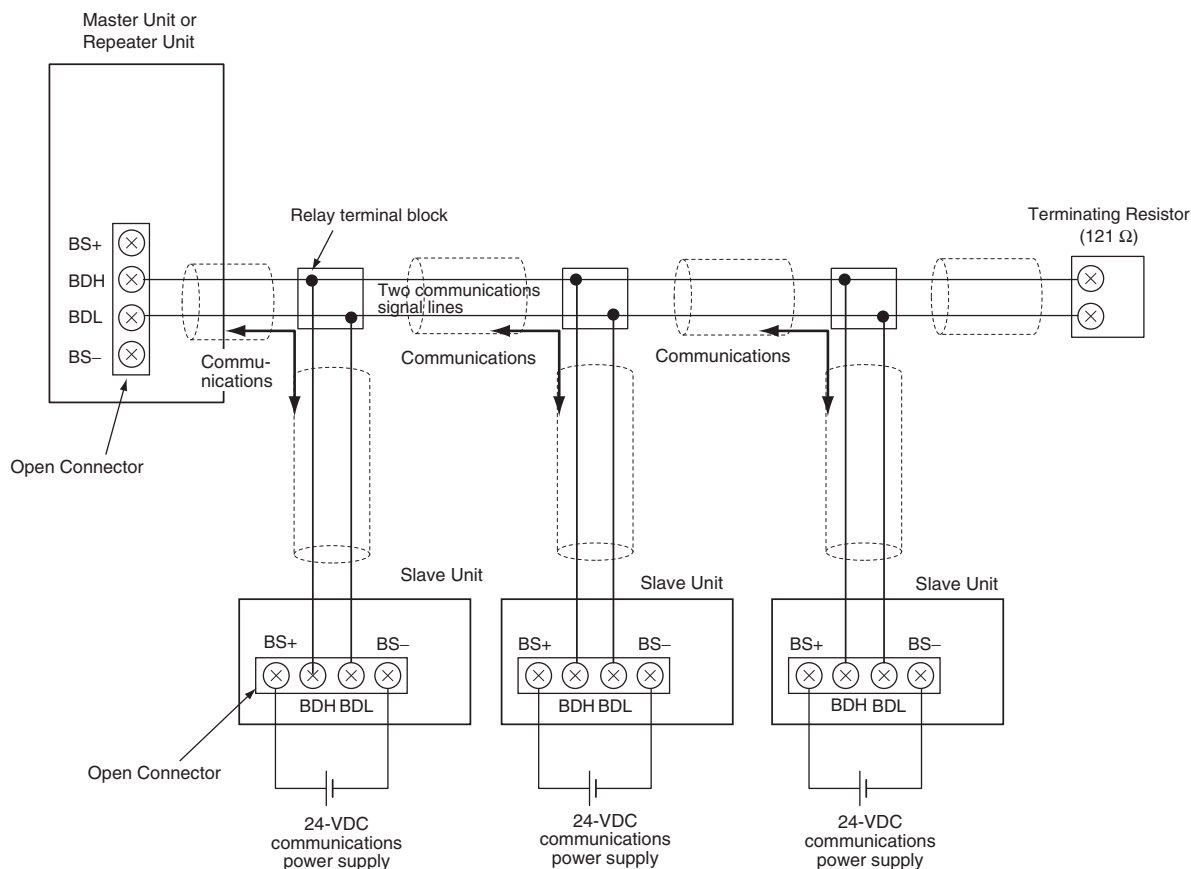 Master Unit or
Repeater Unit
Relay terminal block
Terminating Resistor
(121 Ω)
BS+
BDH
BDL
BS–
Two communications
signal lines
Commu-
nications
Communications
Communications
Open Connector
Slave Unit
Slave Unit
Slave Unit
BS+
BS–
BDH BDL
BS+
BS–
BDH BDL
BS+
BS–
BDH BDL
Open Connector
24-VDC
communications
power supply
24-VDC
communications
power supply
24-VDC
communications
power supply